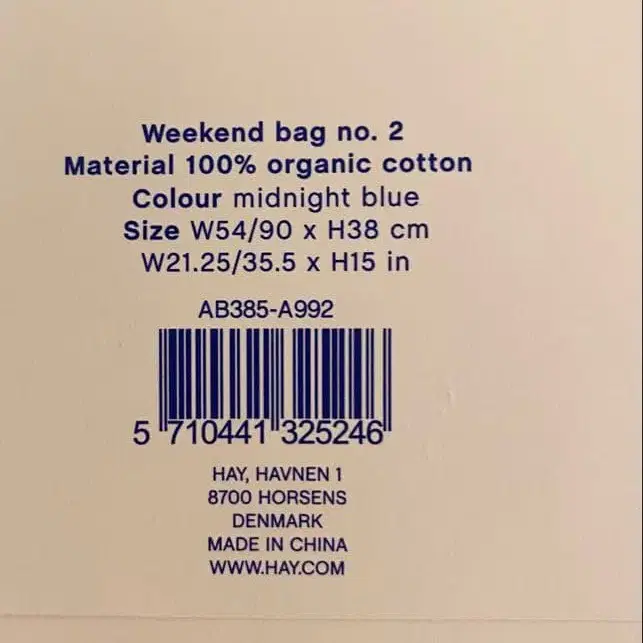 Weekend bag no. 2
Material 100% organic cotton
Colour midnight blue
Size W54/90 x H38 cm
W21.25/35.5 x H15 in
AB385-A992
5 710441 325246
HAY, HAVNEN 1
8700 HORSENS
DENMARK
MADE IN CHINA
WWW.HAY.COM